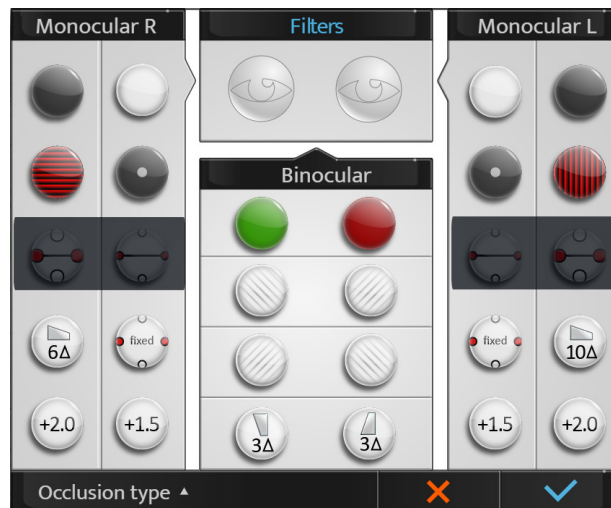 Monocular R
Filters
Monocular L
Binocular
6Δ
fixed
fixed
10Δ
+2.0
+1.5
3Δ
3Δ
+1.5
+2.0
Occlusion type ▲